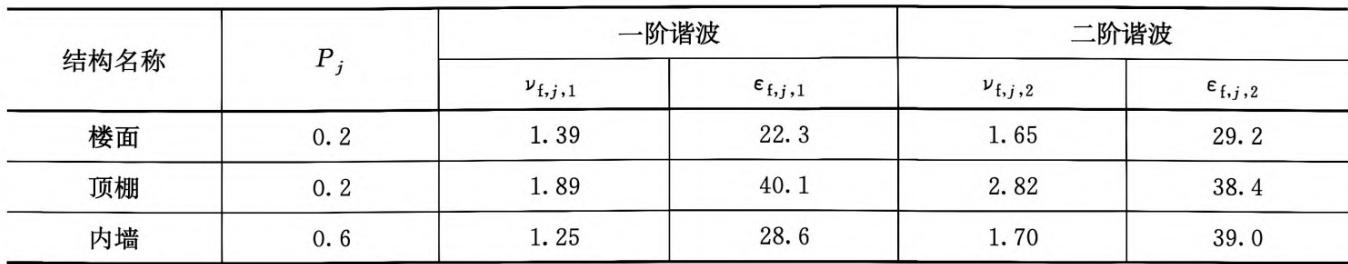 结构名称 P_j 一阶谐波 二阶谐波
ν_{f,j,1} ε_{f,j,1} ν_{f,j,2} ε_{f,j,2}
楼面 0.2 1.39 22.3 1.65 29.2
顶棚 0.2 1.89 40.1 2.82 38.4
内墙 0.6 1.25 28.6 1.70 39.0